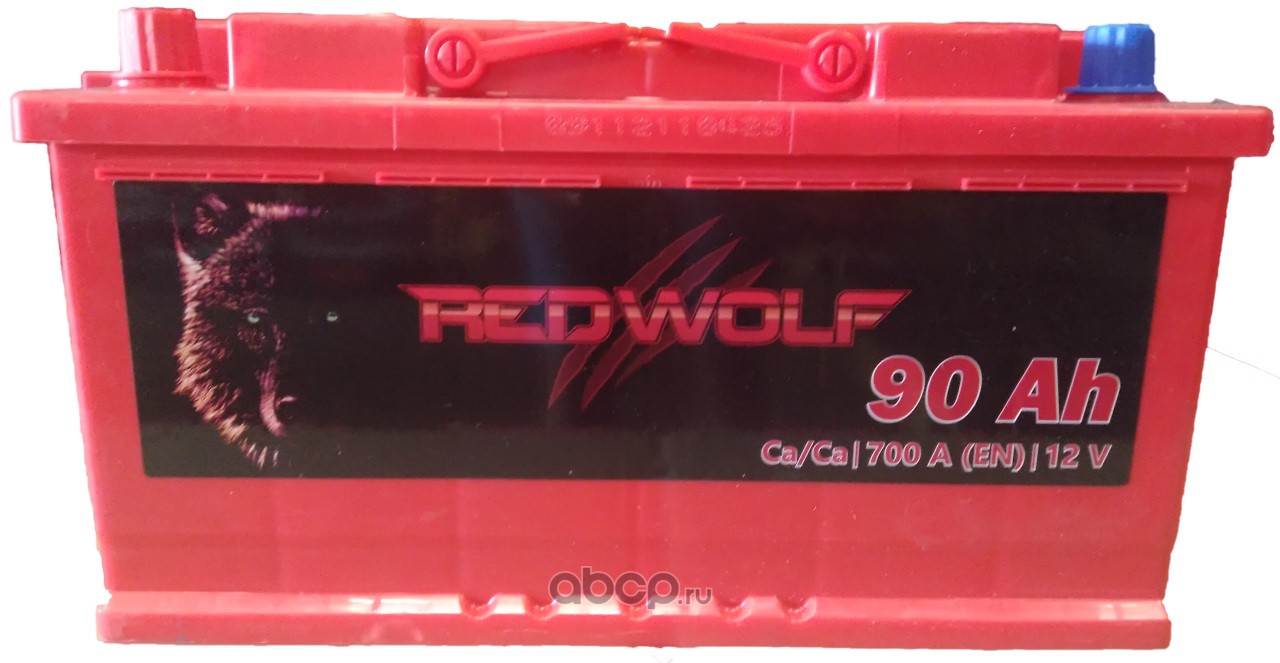 REDWOLF
90 Ah
Ca/Ca | 700 A (EN) | 12 V
abcp.ru